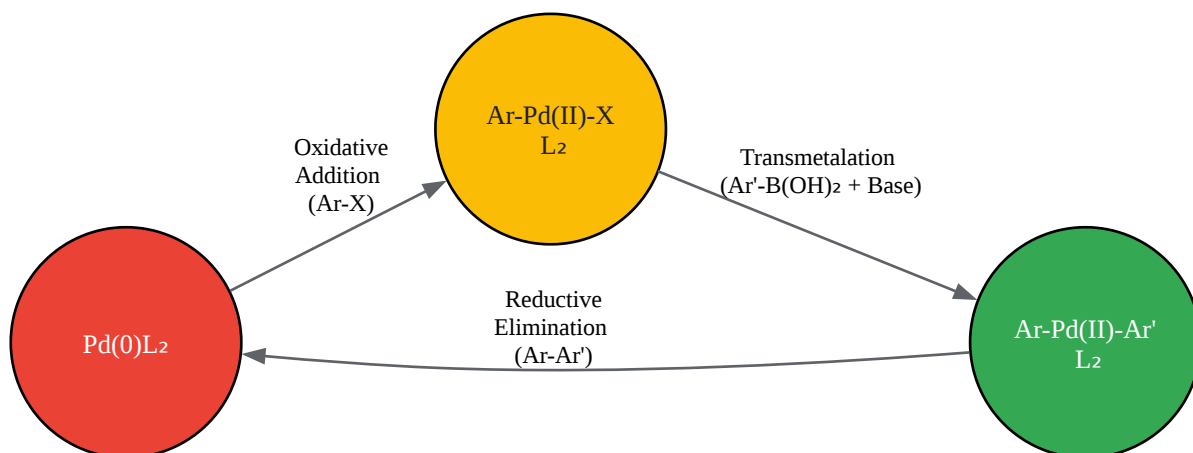 Ar-Pd(II)-X
L₂
Oxidative
Addition
(Ar-X)
Transmetalation
(Ar'-B(OH)₂ + Base)
Reductive
Elimination
(Ar-Ar')
Pd(0)L₂
Ar-Pd(II)-Ar'
L₂